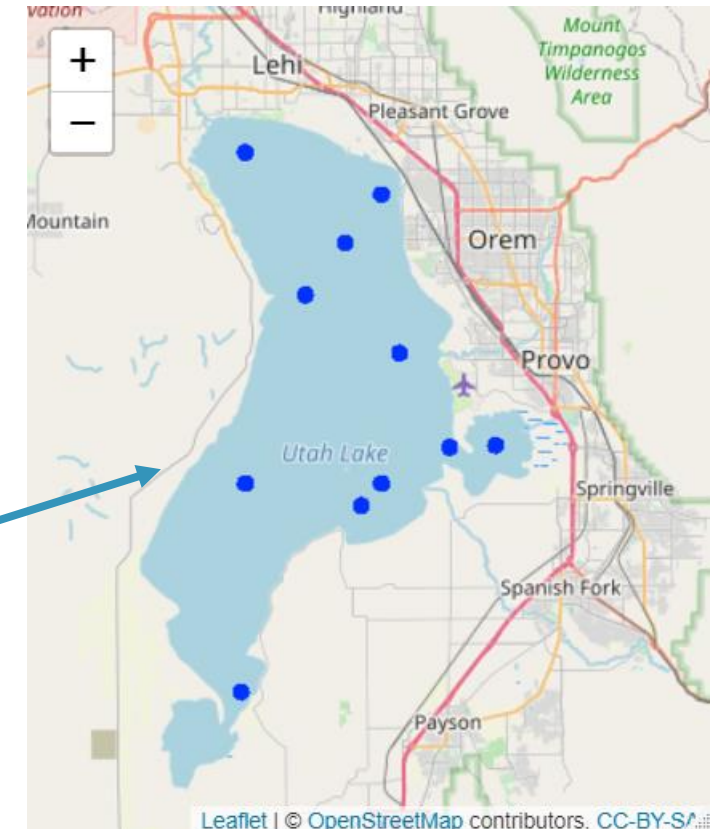 vation
Highland
+
Lehi
Mount
Timpanogos
Wilderness
Area
−
Pleasant Grove
Mountain
Orem
Provo
Utah Lake
Springville
Spanish Fork
Payson
Leaflet | © OpenStreetMap contributors, CC-BY-SA